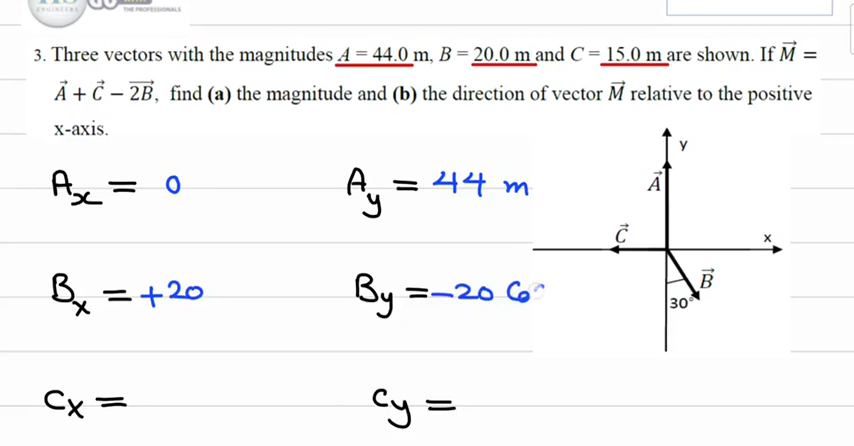 ENGINEERS
THE PROFESSIONALS
3. Three vectors with the magnitudes A = 44.0 m, B = 20.0 m and C = 15.0 m are shown. If M⃗ =
A⃗ + C⃗ − 2B⃗, find (a) the magnitude and (b) the direction of vector M⃗ relative to the positive
x-axis.
y
Ax = 0
Ay = 44 m
A⃗
C⃗
x
Bx = +20
By = -20 Co
B⃗
30°
Cx =
Cy =